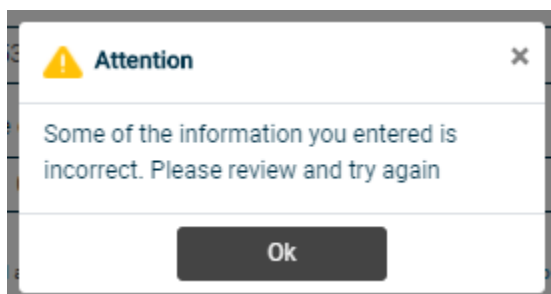 Attention
Some of the information you entered is
incorrect. Please review and try again
Ok